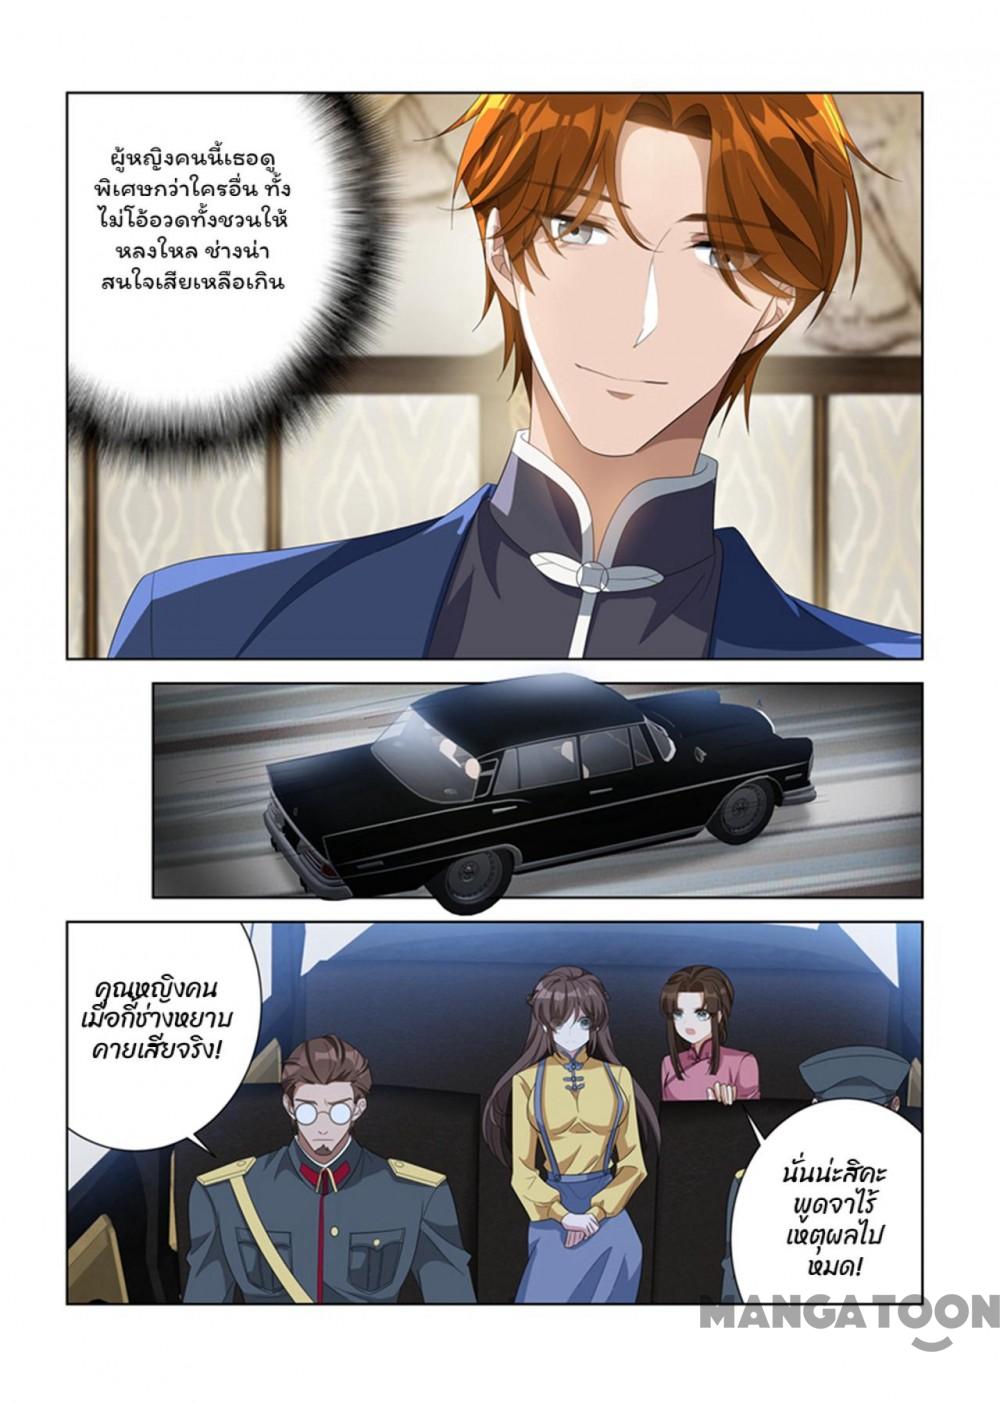 ผู้หญิงคนนี้เธอดู
พิเศษกว่าใครอื่น ทั้ง
ไม่โอ้อวดทั้งชวนให้
หลงใหล ช่างน่า
สนใจเสียเหลือเกิน
คุณหญิงคน
เมื่อกี้ช่างหยาบ
คายเสียจริง!
นั่นน่ะสิคะ
พูดจาไร้
เหตุผลไป
หมด!
MANGATOON